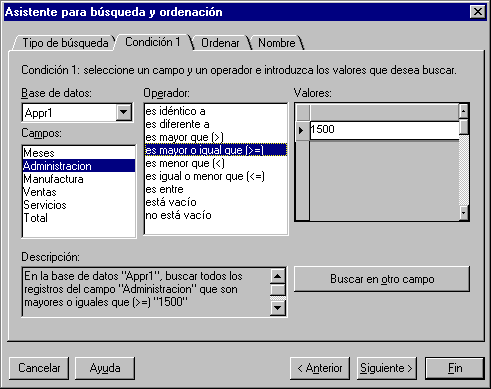 Asistente para búsqueda y ordenación
Tipo de búsqueda
Condición 1
Ordenar
Nombre
Condición 1: seleccione un campo y un operador e introduzca los valores que desea buscar.
Base de datos:
Appr1
Campos:
Meses
Administracion
Manufactura
Ventas
Servicios
Total
Operador:
es idéntico a
es diferente a
es mayor que (>)
es mayor o igual que (>=)
es menor que (<)
es igual o menor que (<=)
es entre
está vacío
no está vacío
Valores:
1500
Descripción:
En la base de datos "Appr1", buscar todos los
registros del campo "Administracion" que son
mayores o iguales que (>=) "1500"
Buscar en otro campo
Cancelar
Ayuda
< Anterior
Siguiente >
Fin